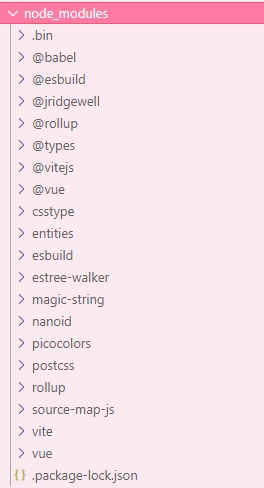 node_modules
.bin
@babel
@esbuild
@jridgewell
@rollup
@types
@vitejs
@vue
csstype
entities
esbuild
estree-walker
magic-string
nanoid
picocolors
postcss
rollup
source-map-js
vite
vue
{} .package-lock.json